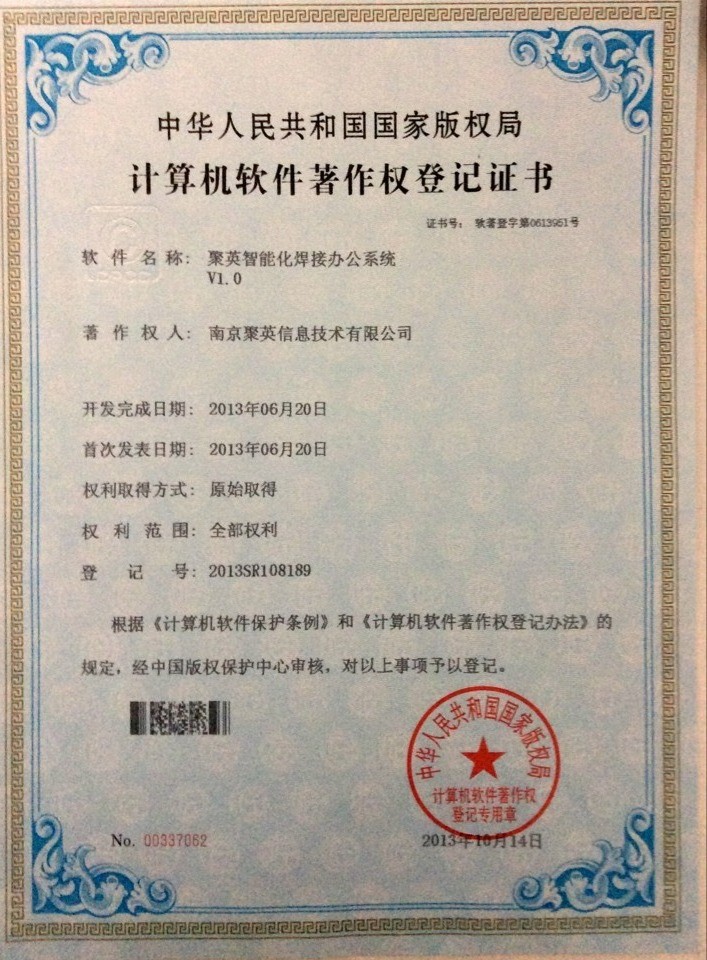 中华人民共和国国家版权局
计算机软件著作权登记证书
证书号： 软著登字第0613951号
软件名称： 聚英智能化焊接办公系统
V1.0
著作权人： 南京聚英信息技术有限公司
开发完成日期： 2013年06月20日
首次发表日期： 2013年06月20日
权利取得方式： 原始取得
权利范围： 全部权利
登记号： 2013SR108189
根据《计算机软件保护条例》和《计算机软件著作权登记办法》的
规定，经中国版权保护中心审核，对以上事项予以登记。
中华人民共和国国家版权局
计算机软件著作权
登记专用章
No. 00337062
2013年10月14日